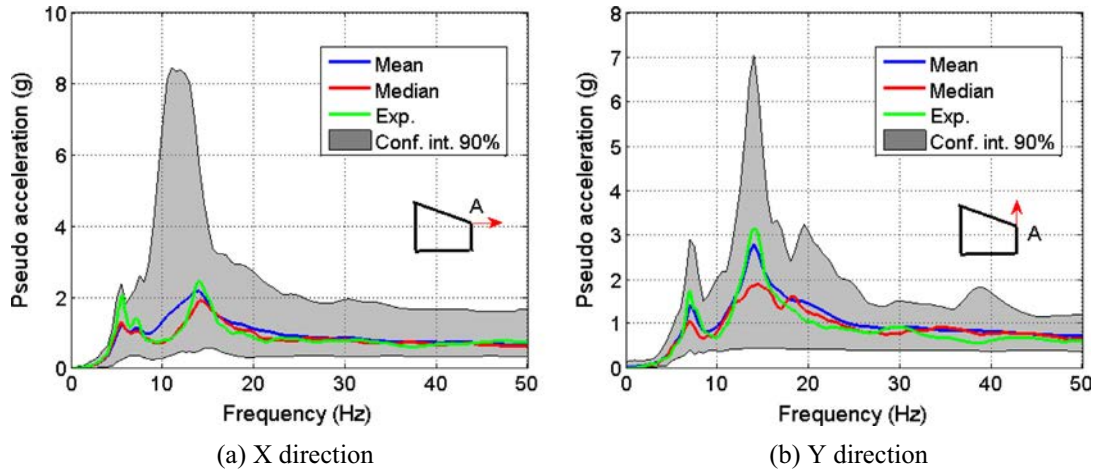 10
8
6
4
2
0
Pseudo acceleration (g)
Mean
Median
Exp.
Conf. int. 90%
A
0 10 20 30 40 50
Frequency (Hz)
(a) X direction
8
7
6
5
4
3
2
1
0
Pseudo acceleration (g)
Mean
Median
Exp.
Conf. int. 90%
A
0 10 20 30 40 50
Frequency (Hz)
(b) Y direction